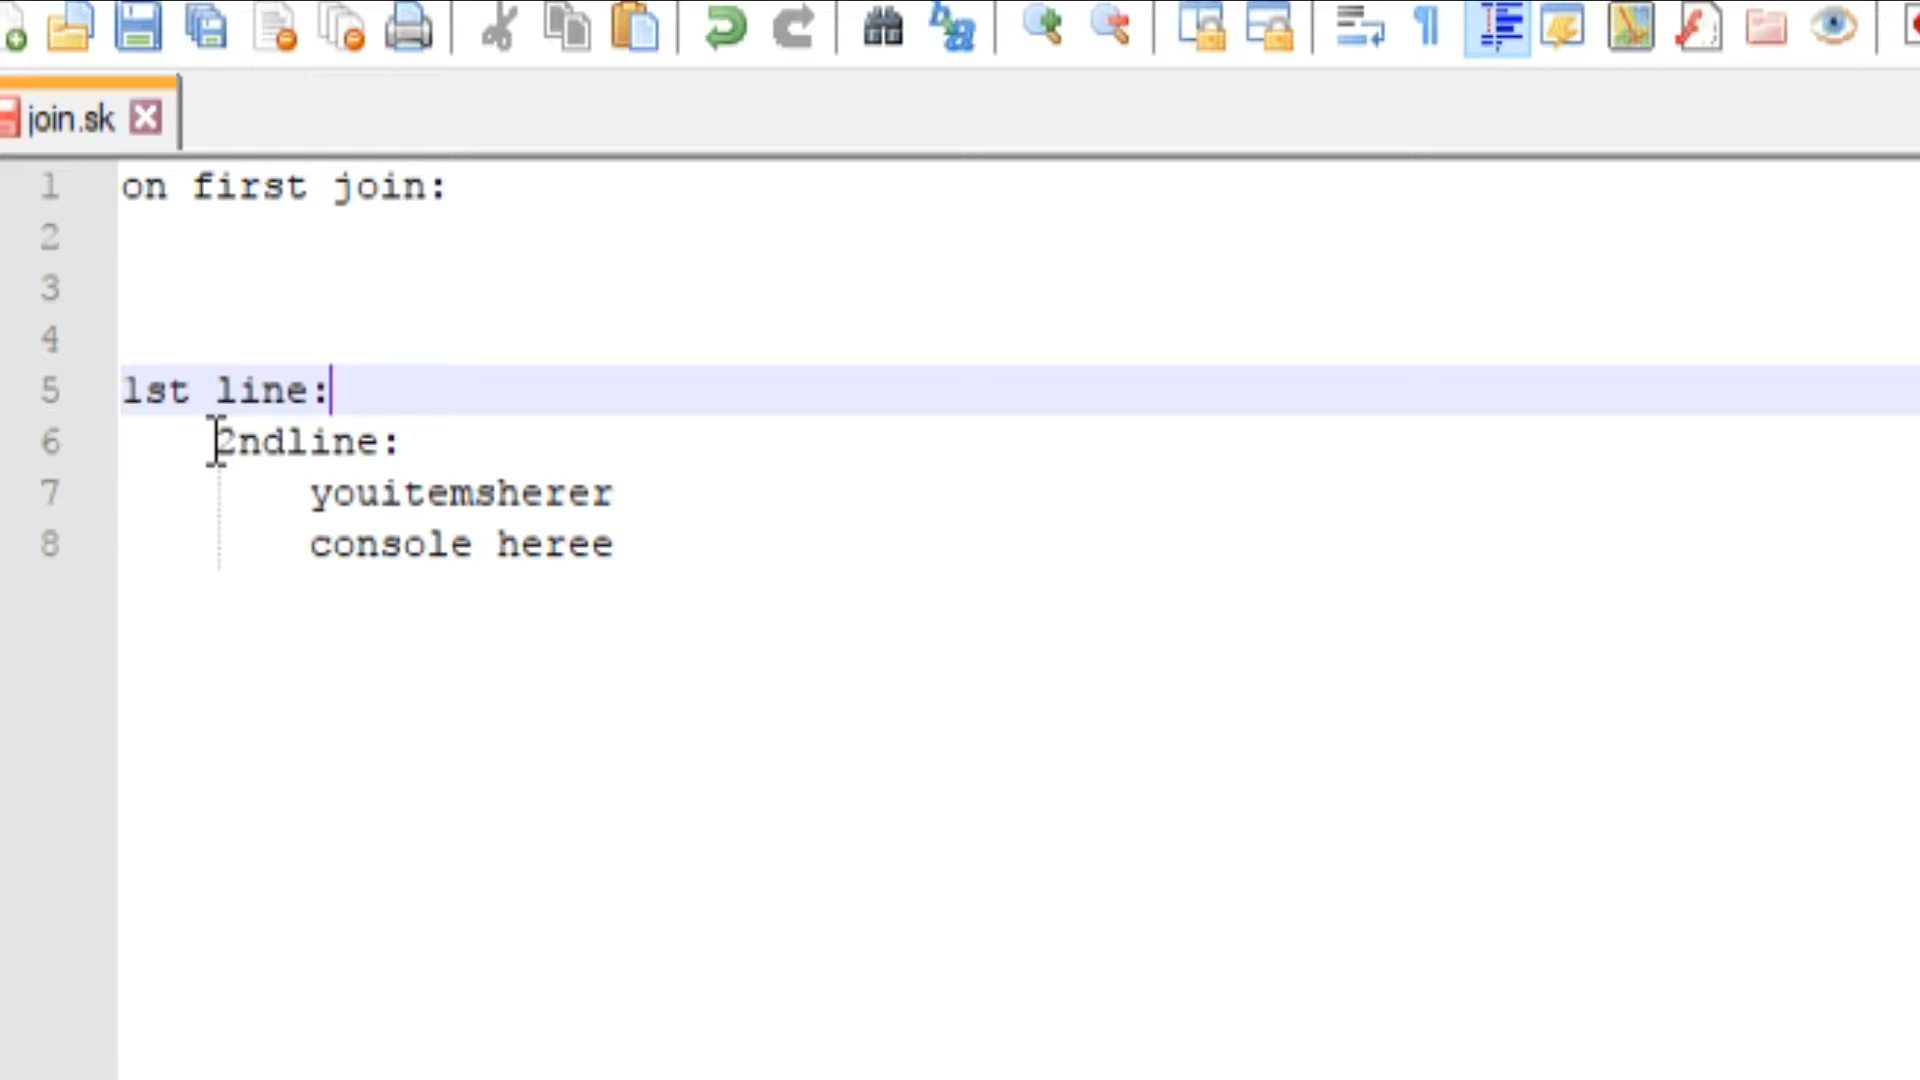 join.sk
1 on first join:
2
3
4
5 1st line:
6 2ndline:
7 youitemsherer
8 console heree